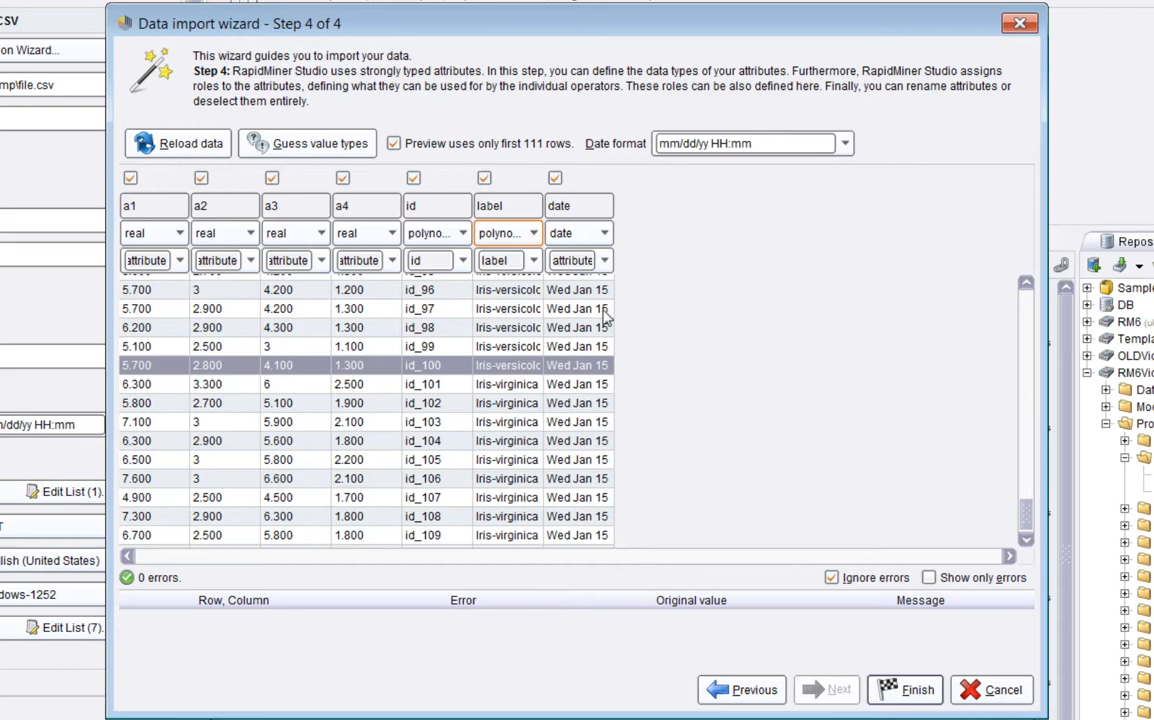 CSV
Data import wizard - Step 4 of 4
on Wizard...
This wizard guides you to import your data.
Step 4: RapidMiner Studio uses strongly typed attributes. In this step, you can define the data types of your attributes. Furthermore, RapidMiner Studio assigns
roles to the attributes, defining what they can be used for by the individual operators. These roles can be also defined here. Finally, you can rename attributes or
deselect them entirely.
mp\file.csv
Reload data Guess value types Preview uses only first 111 rows. Date format mm/dd/yy HH:mm
a1 a2 a3 a4 id label date
real real real real polyno... polyno... date
attribute attribute attribute attribute id label attribute
5.700 3 4.200 1.200 id_96 Iris-versicolc Wed Jan 15
5.700 2.900 4.200 1.300 id_97 Iris-versicolc Wed Jan 15
6.200 2.900 4.300 1.300 id_98 Iris-versicolc Wed Jan 15
5.100 2.500 3 1.100 id_99 Iris-versicolc Wed Jan 15
5.700 2.800 4.100 1.300 id_100 Iris-versicolc Wed Jan 15
6.300 3.300 6 2.500 id_101 Iris-virginica Wed Jan 15
5.800 2.700 5.100 1.900 id_102 Iris-virginica Wed Jan 15
7.100 3 5.900 2.100 id_103 Iris-virginica Wed Jan 15
6.300 2.900 5.600 1.800 id_104 Iris-virginica Wed Jan 15
6.500 3 5.800 2.200 id_105 Iris-virginica Wed Jan 15
7.600 3 6.600 2.100 id_106 Iris-virginica Wed Jan 15
4.900 2.500 4.500 1.700 id_107 Iris-virginica Wed Jan 15
7.300 2.900 6.300 1.800 id_108 Iris-virginica Wed Jan 15
6.700 2.500 5.800 1.800 id_109 Iris-virginica Wed Jan 15
0 errors. Ignore errors Show only errors
Row, Column Error Original value Message
Previous Next Finish Cancel
n/dd/yy HH:mm
Edit List (1).
T
lish (United States)
dows-1252
Edit List (7).
Repos
Sample
DB
RM6 (u
Templa
OLDVi
RM6Vi
Dat
Mo
Pro